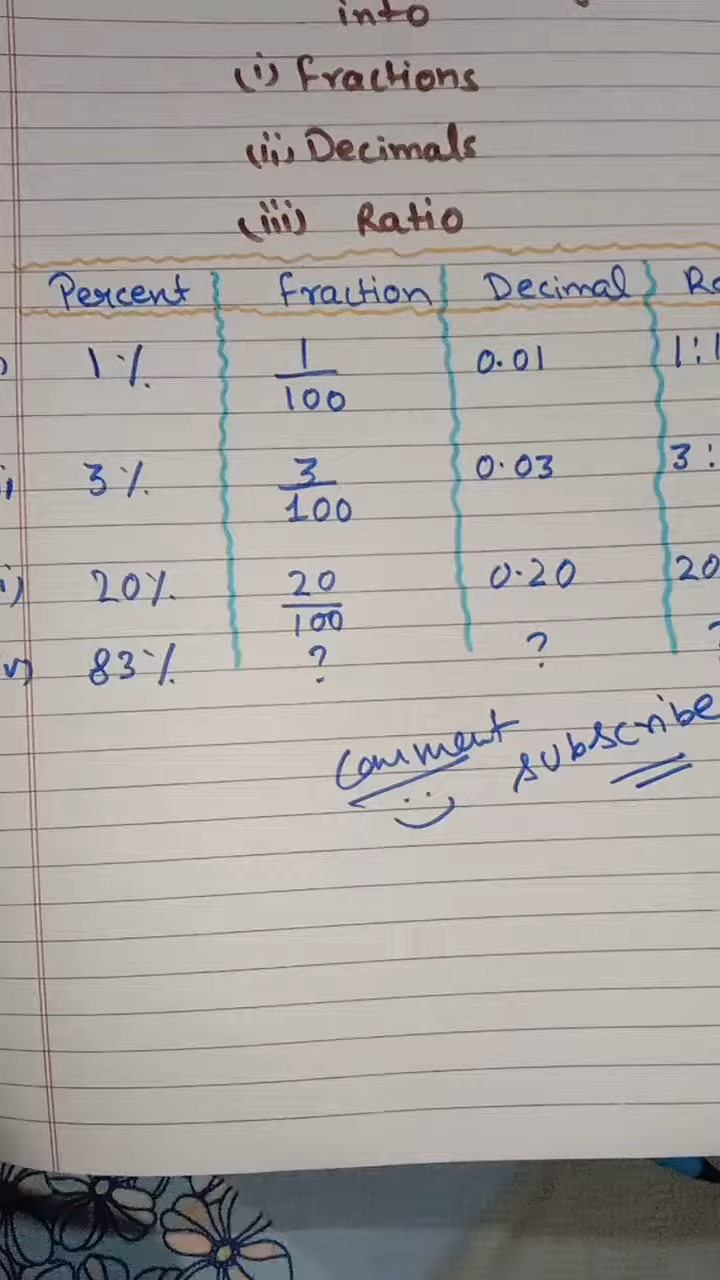 into
(i) Fractions
(ii) Decimals
(iii) Ratio
Percent Fraction Decimal
1% 1/100 0.01 1:1
3% 3/100 0.03 3:
20% 20/100 0.20 20
83% ? ? ?
Comment subscribe